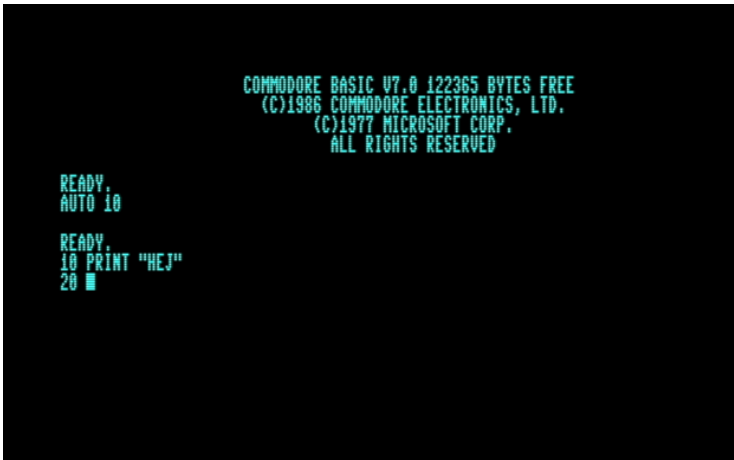 COMMODORE BASIC V7.0 122365 BYTES FREE
(C)1986 COMMODORE ELECTRONICS, LTD.
(C)1977 MICROSOFT CORP.
ALL RIGHTS RESERVED
READY.
AUTO 10
READY.
10 PRINT "HEJ"
20